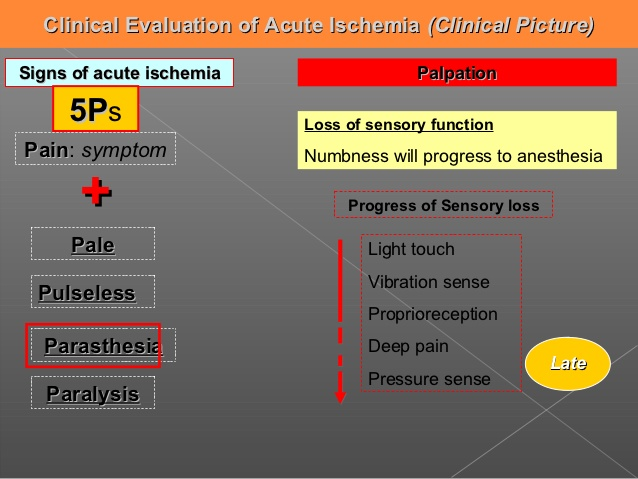 Clinical Evaluation of Acute Ischemia (Clinical Picture)
Signs of acute ischemia
5Ps
Pain: symptom
+
Pale
Pulseless
Parasthesia
Paralysis
Palpation
Loss of sensory function
Numbness will progress to anesthesia
Progress of Sensory loss
Light touch
Vibration sense
Proprioreception
Deep pain
Pressure sense
Late